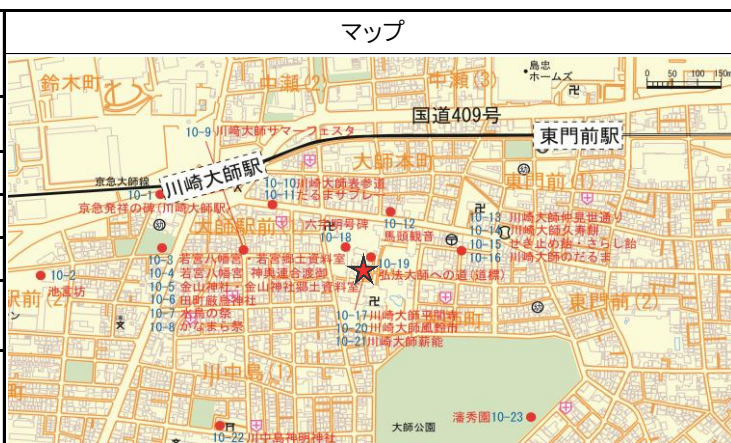 マップ
鈴木町
中瀬(2)
中瀬(3)
島忠
ホームズ
0 50 100 150m
国道409号
10-9 川崎大師サマーフェスタ
東門前駅
大師本町
川崎大師駅
京急大師線
東門前(1)
10-1
京急発祥の碑(川崎大師駅)
10-10 川崎大師表参道
10-11 だるまサブレー
大師駅前
六字名号碑
10-18
10-12
馬頭観音
10-13 川崎大師仲見世通り
10-14 川崎大師久寿餅
10-15 せき止め飴・さらし飴
10-16 川崎大師のだるま
10-19
弘法大師への道(道標)
10-2
池言坊
駅前(2)
10-3 若宮八幡宮・若宮郷土資料室
10-4 若宮八幡宮 神輿連合渡御
10-5 金山神社・金山神社郷土資料室
10-6 田町厳島神社
10-7 水鳥の祭
10-8 かなまら祭
東門前(2)
10-17 川崎大師平間寺
10-20 川崎大師風鈴市
10-21 川崎大師薪能
川中島(1)
大師公園
瀋秀園 10-23
10-22 川中島神明神社